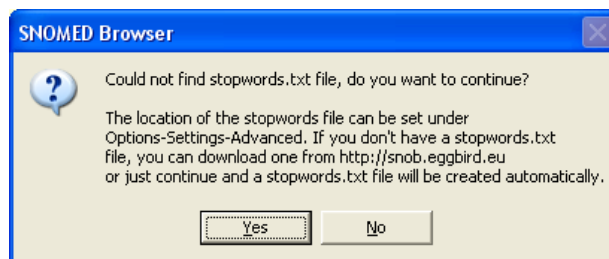 SNOMED Browser
Could not find stopwords.txt file, do you want to continue?
The location of the stopwords file can be set under
Options-Settings-Advanced. If you don't have a stopwords.txt
file, you can download one from http://snob.eggbird.eu
or just continue and a stopwords.txt file will be created automatically.
Yes
No